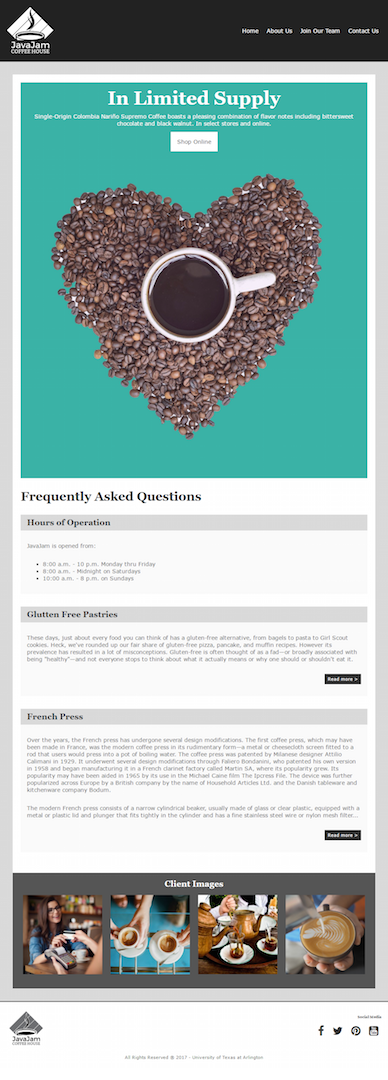 JavaJam
COFFEE HOUSE
Home About Us Join Our Team Contact Us
In Limited Supply
Single-Origin Colombia Nariño Supremo Coffee boasts a pleasing combination of flavor notes including bittersweet
chocolate and black walnut. In select stores and online.
Shop Online
Frequently Asked Questions
Hours of Operation
JavaJam is opened from:
8:00 a.m. - 10 p.m. Monday thru Friday
8:00 a.m. - Midnight on Saturdays
10:00 a.m. - 8 p.m. on Sundays
Glutten Free Pastries
These days, just about every food you can think of has a gluten-free alternative, from bagels to pasta to Girl Scout
cookies. Heck, we've rounded up our fair share of gluten-free pizza, pancake, and muffin recipes. However its
prevalence has resulted in a lot of misconceptions. Gluten-free is often thought of as a fad—or broadly associated with
being "healthy"—and not everyone stops to think about what it actually means or why one should or shouldn't eat it.
Read more >
French Press
Over the years, the French press has undergone several design modifications. The first coffee press, which may have
been made in France, was the modern coffee press in its rudimentary form—a metal or cheesecloth screen fitted to a
rod that users would press into a pot of boiling water. The coffee press was patented by Milanese designer Attilio
Calimani in 1929. It underwent several design modifications through Faliero Bondanini, who patented his own version
in 1958 and began manufacturing it in a French clarinet factory called Martin SA, where its popularity grew. Its
popularity may have been aided in 1965 by its use in the Michael Caine film The Ipcress File. The device was further
popularized across Europe by a British company by the name of Household Articles Ltd. and the Danish tableware and
kitchenware company Bodum.
The modern French press consists of a narrow cylindrical beaker, usually made of glass or clear plastic, equipped with a
metal or plastic lid and plunger that fits tightly in the cylinder and has a fine stainless steel wire or nylon mesh filter...
Read more >
Client Images
JavaJam
COFFEE HOUSE
Social Media
All Rights Reserved @ 2017 - University of Texas at Arlington